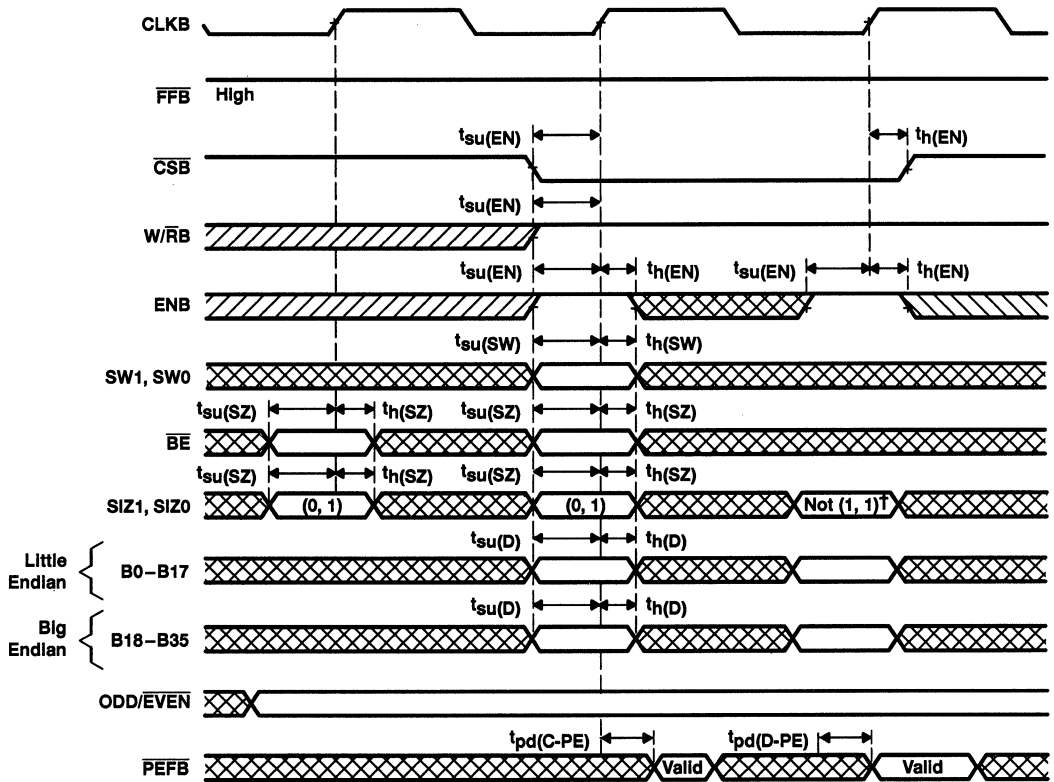 CLKB
FFB High
tsu(EN) th(EN)
CSB
tsu(EN)
W/RB
tsu(EN) th(EN) tsu(EN) th(EN)
ENB
tsu(SW) th(SW)
SW1, SW0
tsu(SZ) th(SZ) tsu(SZ) th(SZ)
BE
tsu(SZ) th(SZ) tsu(SZ) th(SZ)
SIZ1, SIZ0 (0, 1) (0, 1) Not (1, 1)†
tsu(D) th(D)
Little
Endian
B0–B17
tsu(D) th(D)
Big
Endian
B18–B35
ODD/EVEN
tpd(C-PE) tpd(D-PE)
PEFB Valid Valid